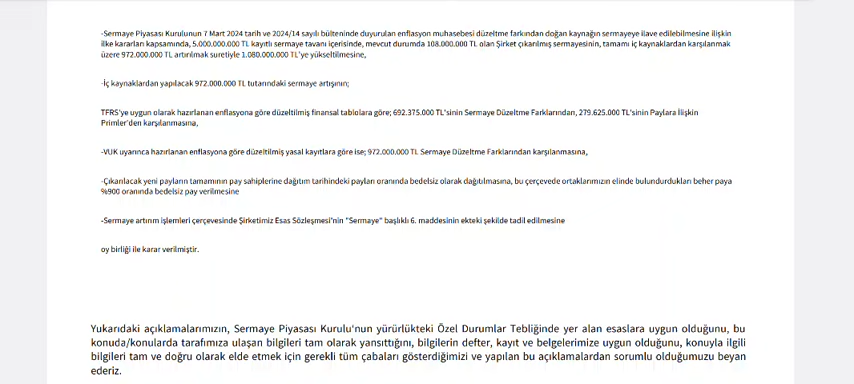 -Sermaye Piyasası Kurulunun 7 Mart 2024 tarih ve 2024/14 sayılı bülteninde duyurulan enflasyon muhasebesi düzeltme farkından doğan kaynağın sermayeye ilave edilebilmesine ilişkin
ilke kararları kapsamında, 5.000.000.000 TL kayıtlı sermaye tavanı içerisinde, mevcut durumda 108.000.000 TL olan Şirket çıkarılmış sermayesinin, tamamı iç kaynaklardan karşılanmak
üzere 972.000.000 TL artırılmak suretiyle 1.080.000.000 TL'ye yükseltilmesine,
-İç kaynaklardan yapılacak 972.000.000 TL tutarındaki sermaye artışının;
TFRS'ye uygun olarak hazırlanan enflasyona göre düzeltilmiş finansal tablolara göre; 692.375.000 TL'sinin Sermaye Düzeltme Farklarından, 279.625.000 TL'sinin Paylara İlişkin
Primler'den karşılanmasına,
-VUK uyarınca hazırlanan enflasyona göre düzeltilmiş yasal kayıtlara göre ise; 972.000.000 TL Sermaye Düzeltme Farklarından karşılanmasına,
-Çıkarılacak yeni payların tamamının pay sahiplerine dağıtım tarihindeki payları oranında bedelsiz olarak dağıtılmasına, bu çerçevede ortaklarımızın elinde bulundurdukları beher paya
%900 oranında bedelsiz pay verilmesine
-Sermaye artırım işlemleri çerçevesinde Şirketimiz Esas Sözleşmesi'nin "Sermaye" başlıklı 6. maddesinin ekteki şekilde tadil edilmesine
oy birliği ile karar verilmiştir.
Yukarıdaki açıklamalarımızın, Sermaye Piyasası Kurulu'nun yürürlükteki Özel Durumlar Tebliğinde yer alan esaslara uygun olduğunu, bu
konuda/konularda tarafımıza ulaşan bilgileri tam olarak yansıttığını, bilgilerin defter, kayıt ve belgelerimize uygun olduğunu, konuyla ilgili
bilgileri tam ve doğru olarak elde etmek için gerekli tüm çabaları gösterdiğimizi ve yapılan bu açıklamalardan sorumlu olduğumuzu beyan
ederiz.